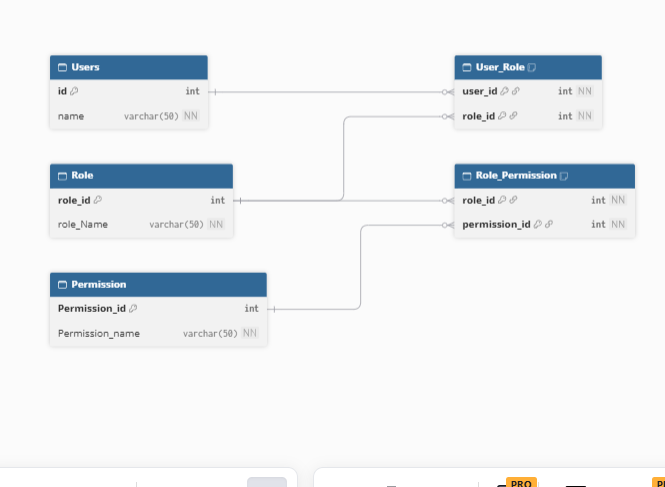 Users
id int
name varchar(50) NN
User_Role
user_id int NN
role_id int NN
Role
role_id int
role_Name varchar(50) NN
Role_Permission
role_id int NN
permission_id int NN
Permission
Permission_id int
Permission_name varchar(50) NN
PRO